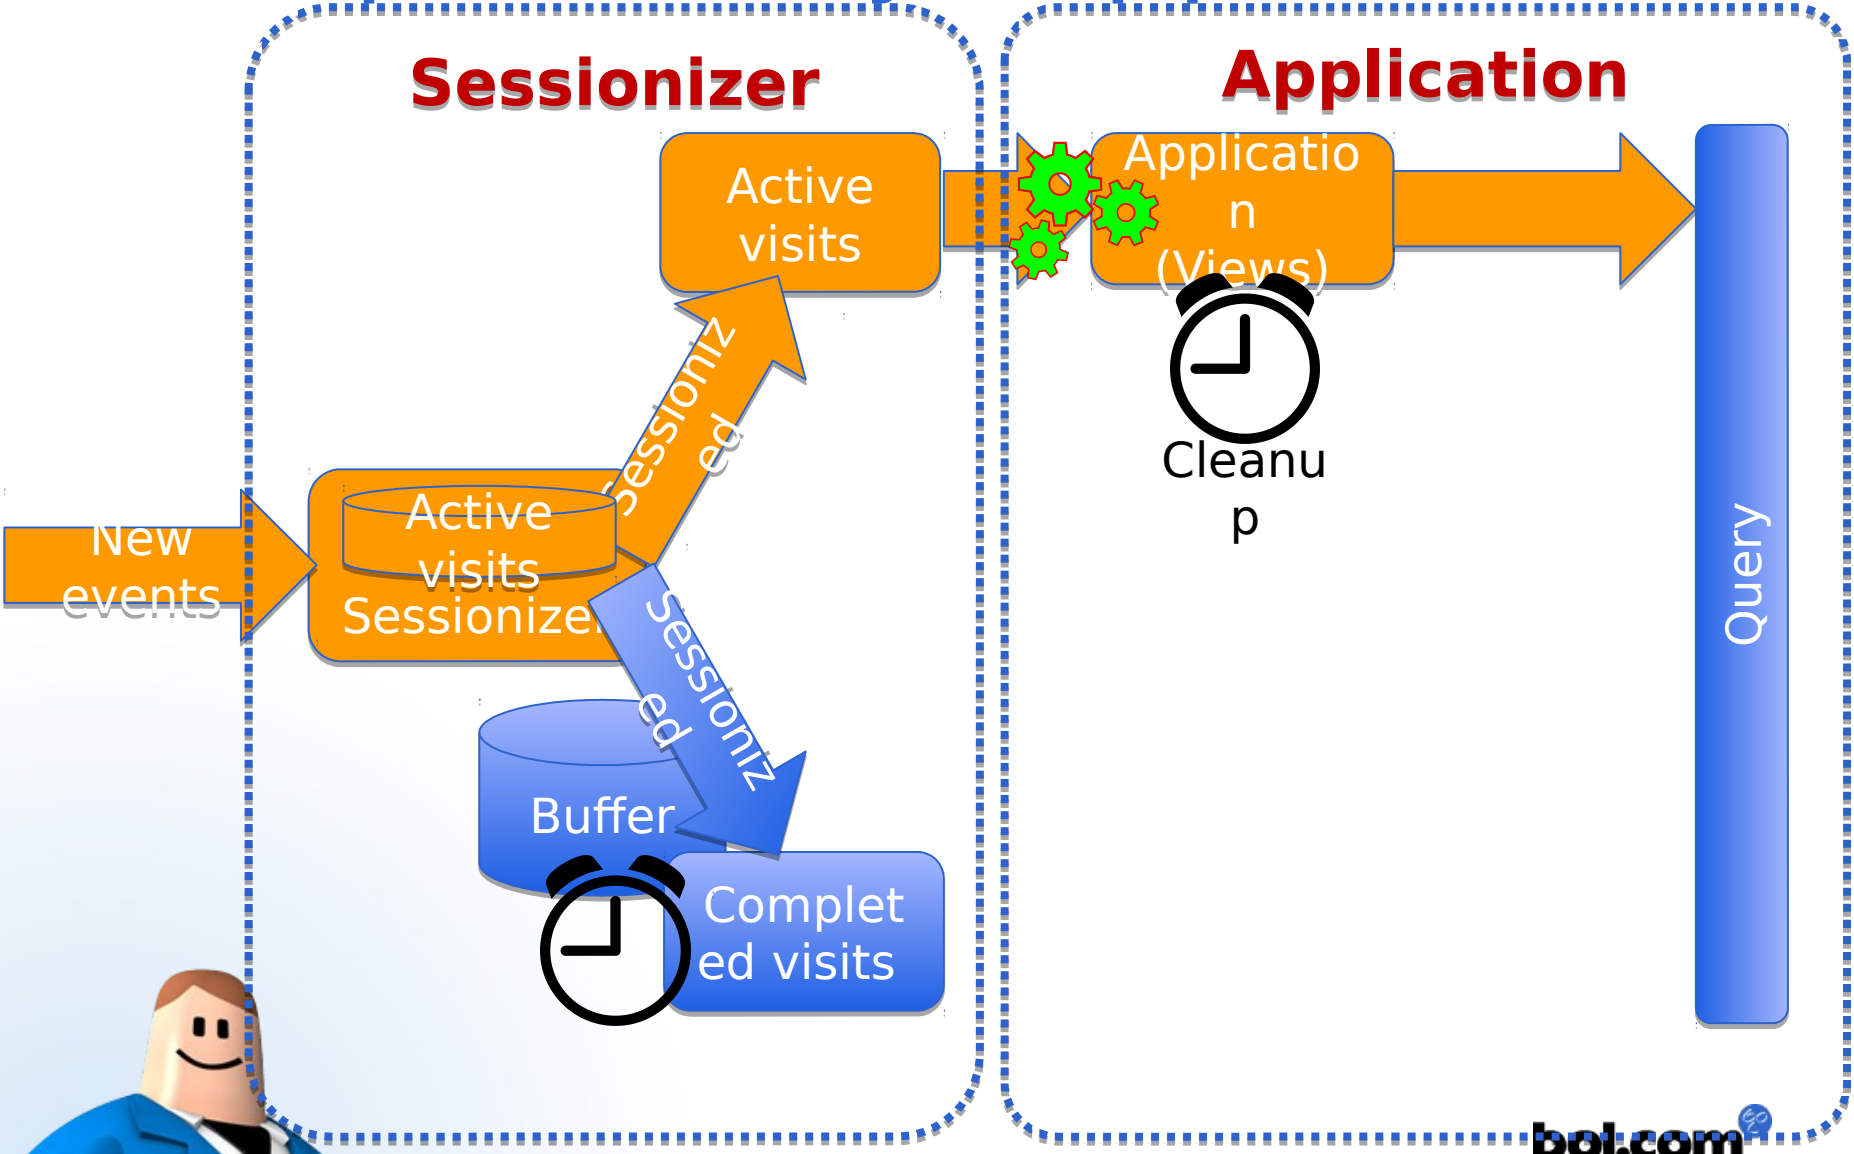 Sessionizer
Application
Active
visits
Applicatio
n
(Views)
Sessioniz
ed
Cleanu
p
New
events
Active
visits
Sessionizer
Query
Sessioniz
ed
Buffer
Complet
ed visits
bol.com